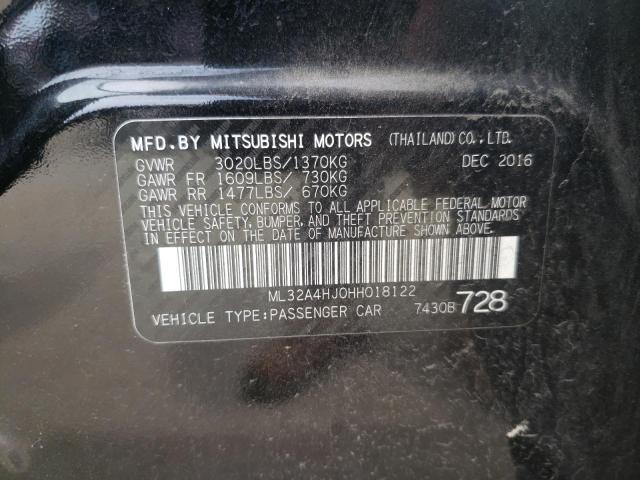 MFD.BY MITSUBISHI MOTORS (THAILAND)CO.,LTD.
GVWR 3020LBS/1370KG DEC 2016
GAWR FR 1609LBS/ 730KG
GAWR RR 1477LBS/ 670KG
THIS VEHICLE CONFORMS TO ALL APPLICABLE FEDERAL MOTOR
VEHICLE SAFETY, BUMPER, AND THEFT PREVENTION STANDARDS
IN EFFECT ON THE DATE OF MANUFACTURE SHOWN ABOVE.
ML32A4HJ0HH018122
VEHICLE TYPE:PASSENGER CAR 7430B 728